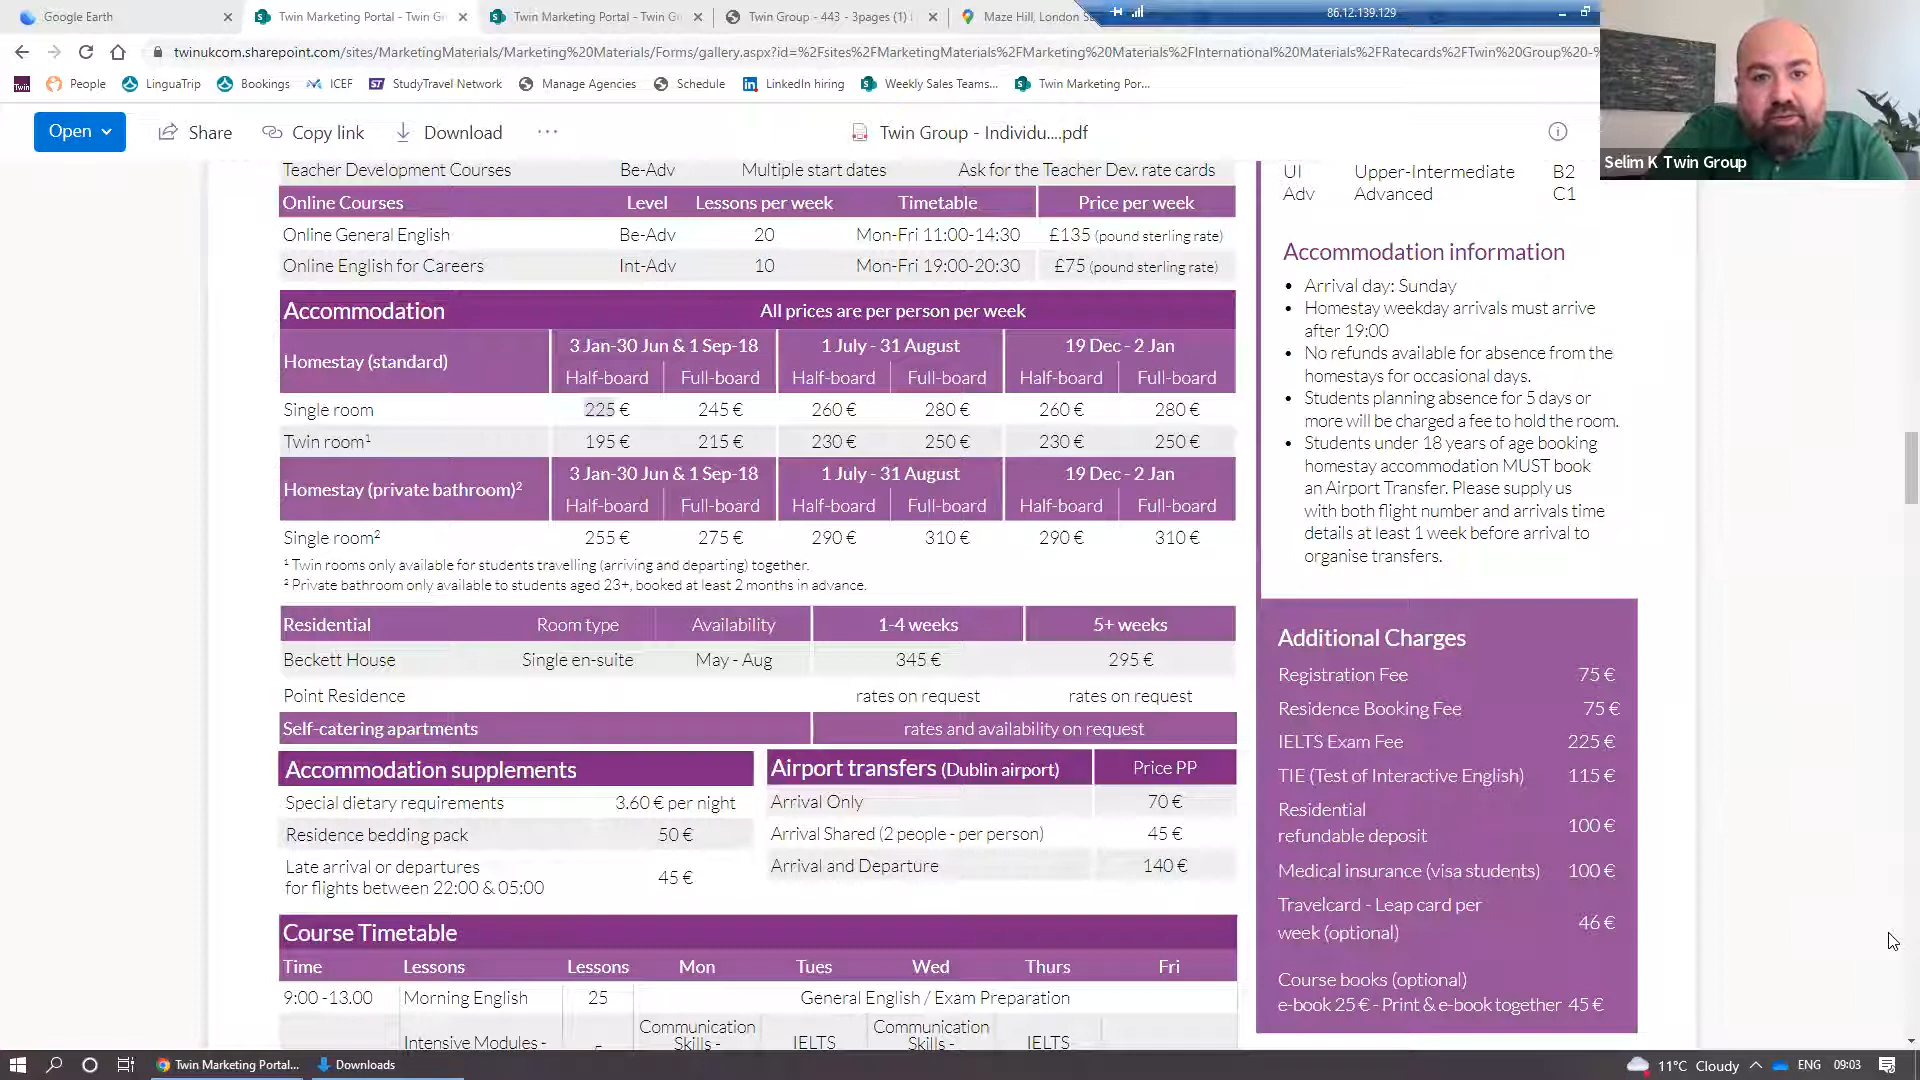 Google Earth
Twin Marketing Portal - Twin Gr
Twin Marketing Portal - Twin G
Twin Group - 443 - 3pages (1)
Maze Hill, London S
86.12.139.129
twinukcom.sharepoint.com/sites/MarketingMaterials/Marketing%20Materials/Forms/gallery.aspx?id=%2Fsites%2FMarketingMaterials%2FMarketing%20Materials%2FInternational%20Materials%2FRatecards%2FTwin%20Group%20-%
Twin
People
LinguaTrip
Bookings
ICEF
ST StudyTravel Network
Manage Agencies
Schedule
LinkedIn hiring
Weekly Sales Teams...
Twin Marketing Por...
Open
Share
Copy link
Download
Twin Group - Individu....pdf
Selim K Twin Group
Teacher Development Courses Be-Adv Multiple start dates Ask for the Teacher Dev. rate cards
Online Courses Level Lessons per week Timetable Price per week
Online General English Be-Adv 20 Mon-Fri 11:00-14:30 £135 (pound sterling rate)
Online English for Careers Int-Adv 10 Mon-Fri 19:00-20:30 £75 (pound sterling rate)
Accommodation All prices are per person per week
Homestay (standard) 3 Jan-30 Jun & 1 Sep-18 1 July - 31 August 19 Dec - 2 Jan
Half-board Full-board Half-board Full-board Half-board Full-board
Single room 225 € 245 € 260 € 280 € 260 € 280 €
Twin room¹ 195 € 215 € 230 € 250 € 230 € 250 €
Homestay (private bathroom)² 3 Jan-30 Jun & 1 Sep-18 1 July - 31 August 19 Dec - 2 Jan
Half-board Full-board Half-board Full-board Half-board Full-board
Single room² 255 € 275 € 290 € 310 € 290 € 310 €
¹ Twin rooms only available for students travelling (arriving and departing) together.
² Private bathroom only available to students aged 23+, booked at least 2 months in advance.
Residential Room type Availability 1-4 weeks 5+ weeks
Beckett House Single en-suite May - Aug 345 € 295 €
Point Residence rates on request rates on request
Self-catering apartments rates and availability on request
Accommodation supplements
Special dietary requirements 3.60 € per night
Residence bedding pack 50 €
Late arrival or departures
for flights between 22:00 & 05:00 45 €
Airport transfers (Dublin airport) Price PP
Arrival Only 70 €
Arrival Shared (2 people - per person) 45 €
Arrival and Departure 140 €
Course Timetable
Time Lessons Lessons Mon Tues Wed Thurs Fri
9:00 -13.00 Morning English 25 General English / Exam Preparation
Communication Communication
Intensive Modules - Skills - IELTS Skills - IELTS
UI Upper-Intermediate B2
Adv Advanced C1
Accommodation information
• Arrival day: Sunday
• Homestay weekday arrivals must arrive
after 19:00
• No refunds available for absence from the
homestays for occasional days.
• Students planning absence for 5 days or
more will be charged a fee to hold the room.
• Students under 18 years of age booking
homestay accommodation MUST book
an Airport Transfer. Please supply us
with both flight number and arrivals time
details at least 1 week before arrival to
organise transfers.
Additional Charges
Registration Fee 75 €
Residence Booking Fee 75 €
IELTS Exam Fee 225 €
TIE (Test of Interactive English) 115 €
Residential
refundable deposit 100 €
Medical insurance (visa students) 100 €
Travelcard - Leap card per
week (optional) 46 €
Course books (optional)
e-book 25 € - Print & e-book together 45 €
Twin Marketing Portal...
Downloads
11°C Cloudy
ENG
09:03